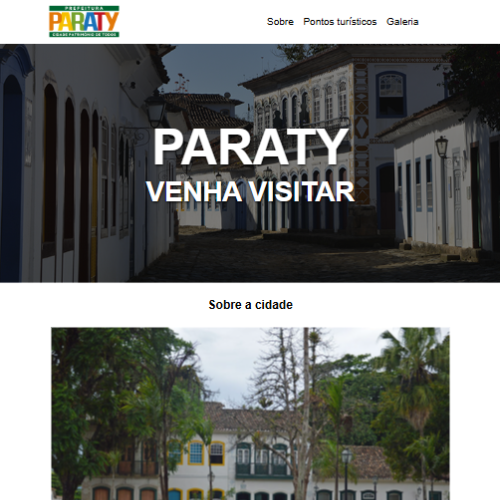 PREFEITURA
PARATY
CIDADE PATRIMÔNIO DE TODOS
Sobre Pontos turísticos Galeria
PARATY
VENHA VISITAR
Sobre a cidade